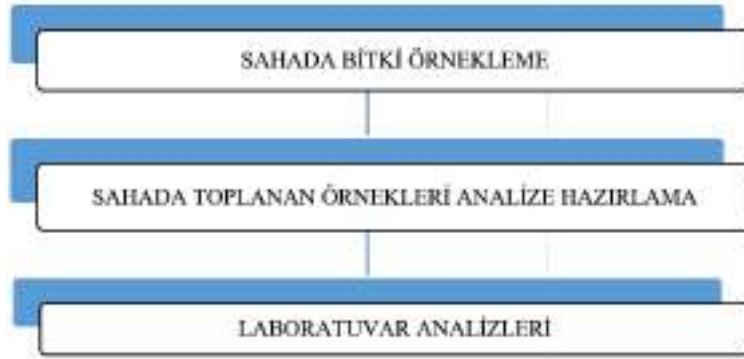 SAHADA BİTKİ ÖRNEKLEME
SAHADA TOPLANAN ÖRNEKLERİ ANALİZE HAZIRLAMA
LABORATUVAR ANALİZLERİ